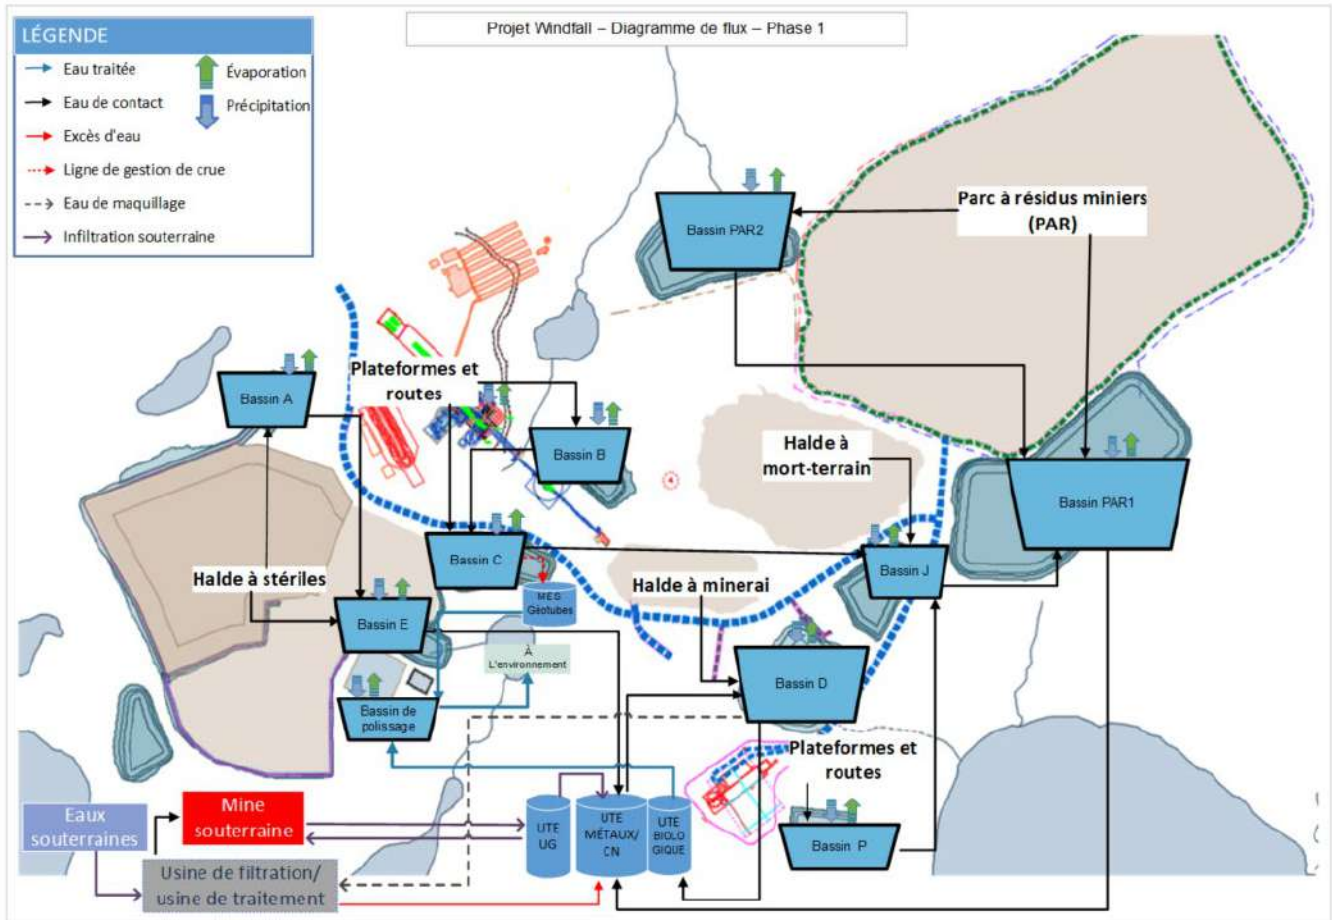 Projet Windfall – Diagramme de flux – Phase 1
LÉGENDE
Eau traitée
Évaporation
Eau de contact
Précipitation
Excès d'eau
Ligne de gestion de crue
Eau de maquillage
Infiltration souterraine
Parc à résidus miniers
(PAR)
Bassin PAR2
Plateformes et
routes
Bassin A
Bassin B
Halde à
mort-terrain
Bassin PAR1
Bassin C
Bassin J
Halde à stériles
Halde à minerai
MES
Géotubes
Bassin E
À
L'environnement
Bassin D
Bassin de
polissage
Plateformes et
routes
Eaux
souterraines
Mine
souterraine
UTE
UG
UTE
MÉTAUX/
CN
UTE
BIOLO
GIQUE
Bassin P
Usine de filtration/
usine de traitement
4